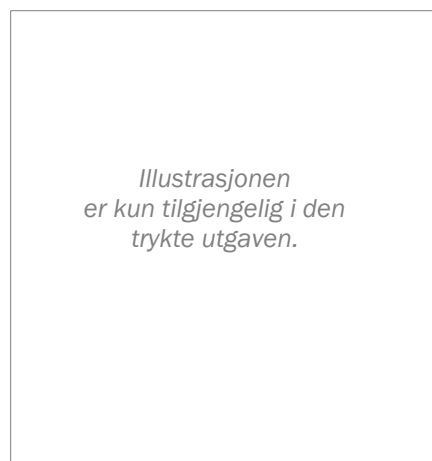 Illustrasjonen
er kun tilgjengelig i den
trykte utgaven.